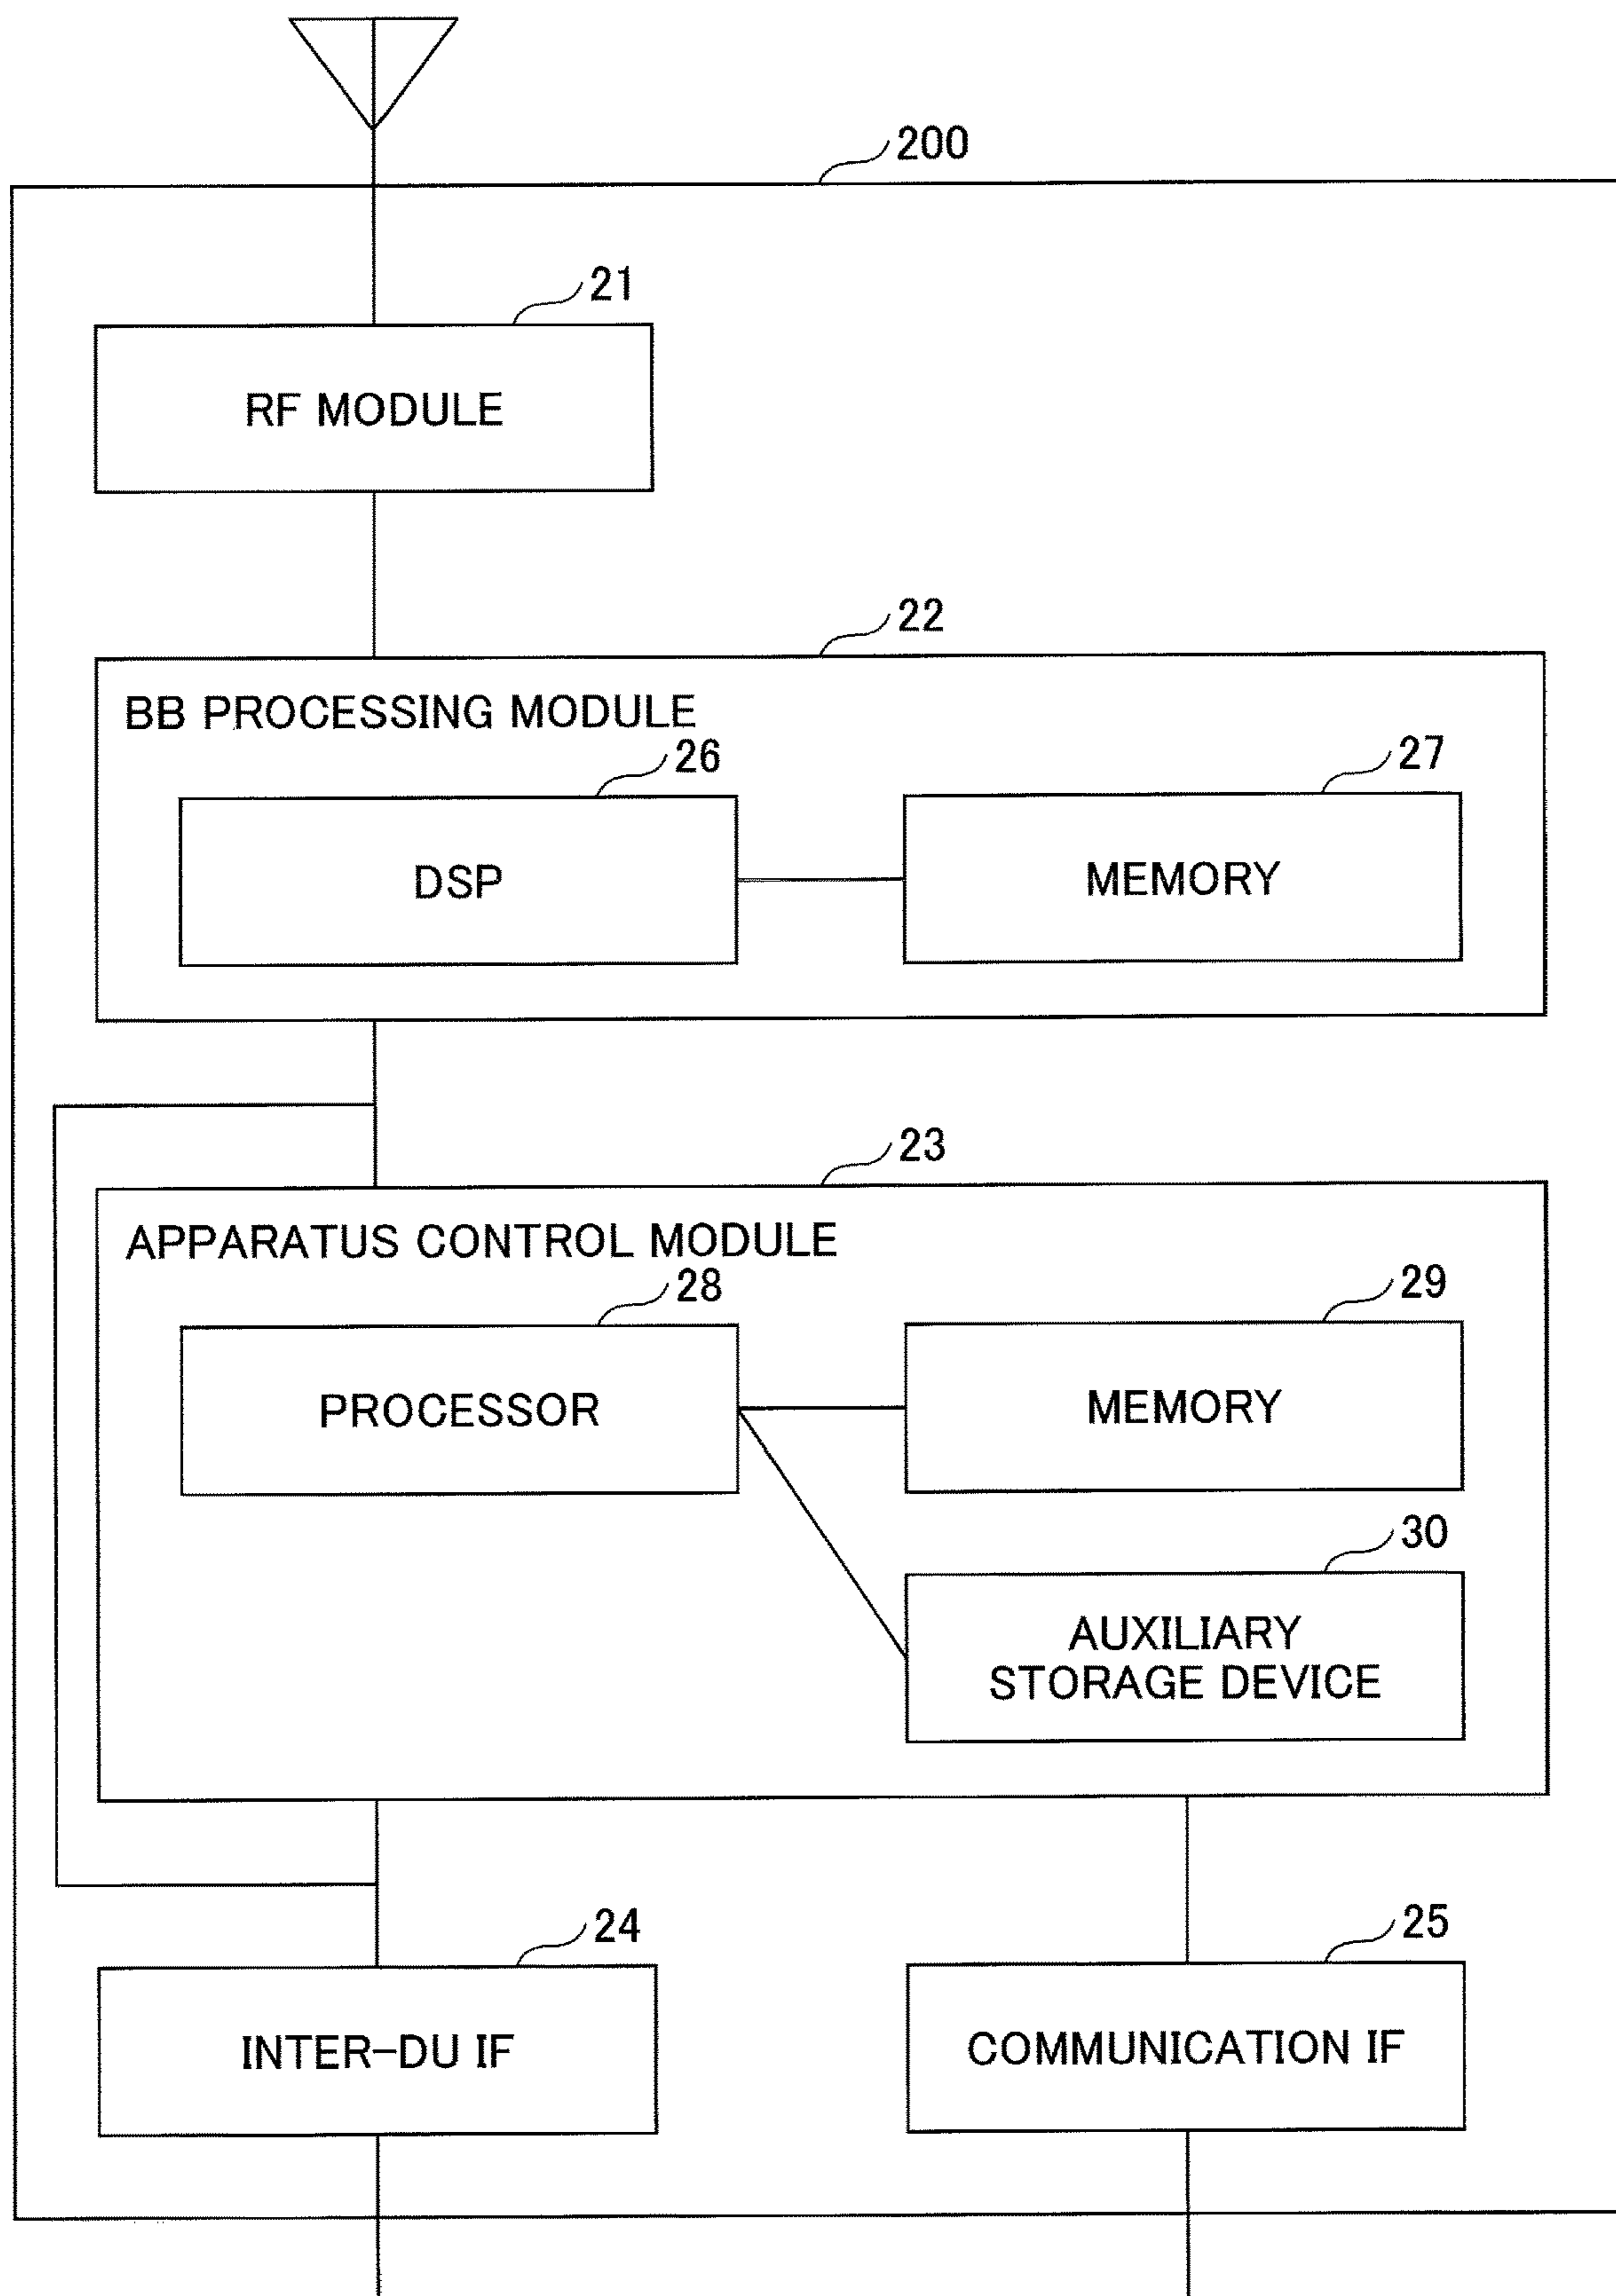 200
21
RF MODULE
22
BB PROCESSING MODULE
26
27
DSP
MEMORY
23
APPARATUS CONTROL MODULE
28
29
PROCESSOR
MEMORY
30
AUXILIARY
STORAGE DEVICE
24
25
INTER-DU IF
COMMUNICATION IF